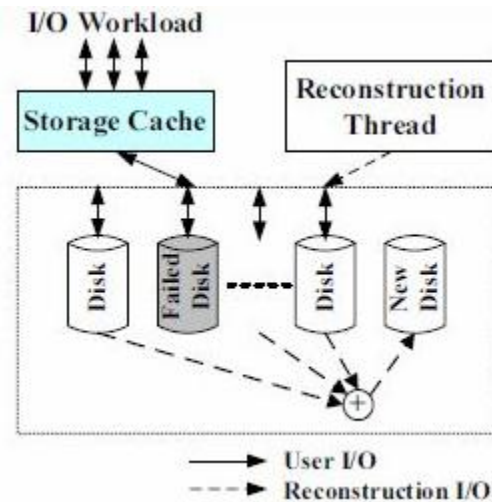 I/O Workload
Storage Cache
Reconstruction
Thread
Disk
Failed
Disk
Disk
New
Disk
+
User I/O
Reconstruction I/O